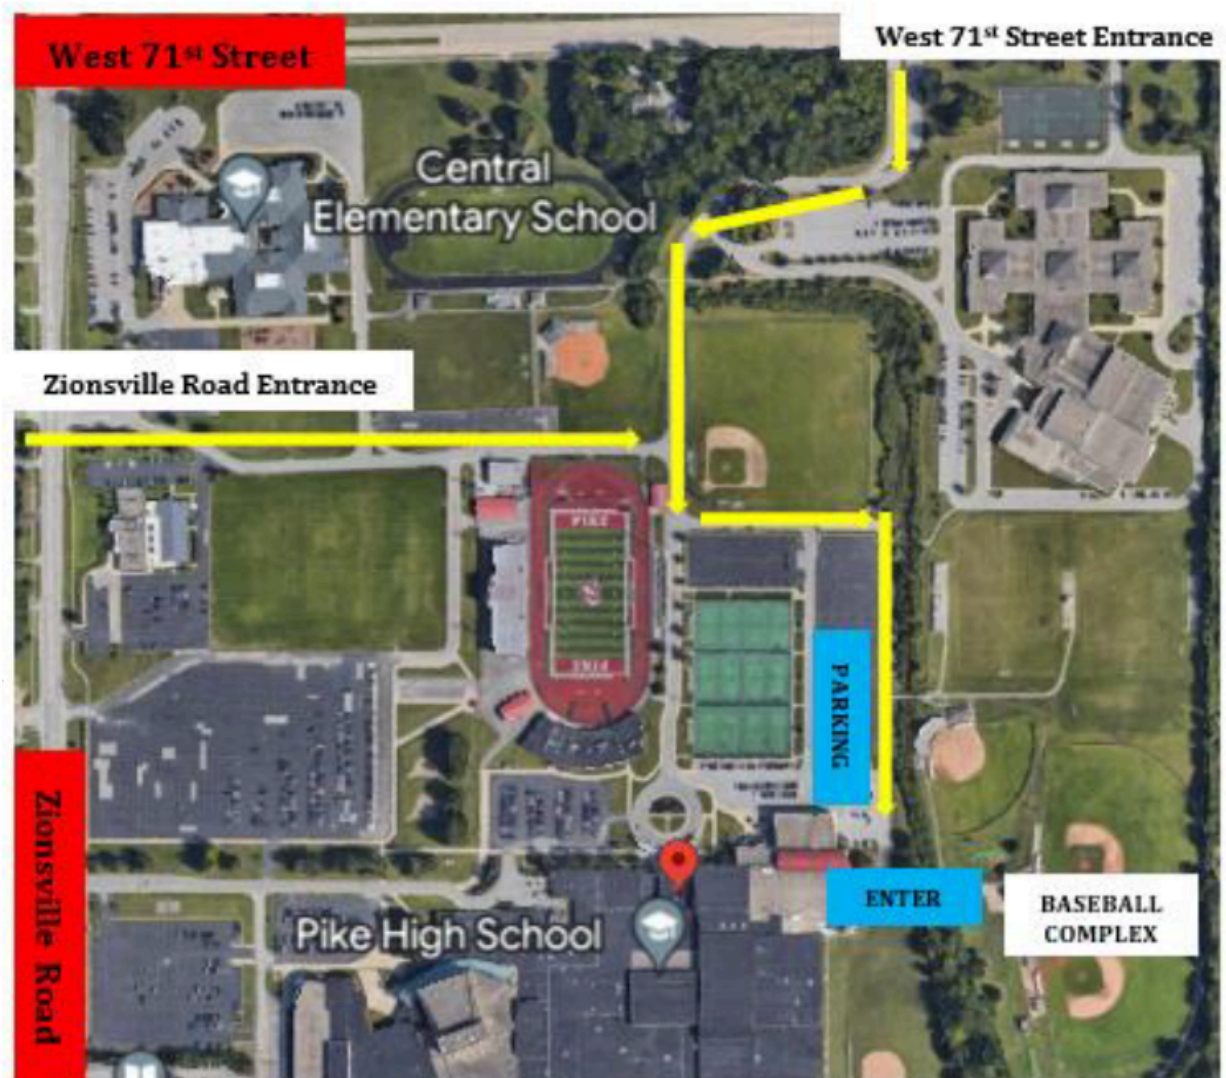 West 71st Street
West 71st Street Entrance
Central
Elementary School
Zionsville Road Entrance
PIKE
PIKE
PARKING
Zionsville Road
ENTER
BASEBALL
COMPLEX
Pike High School